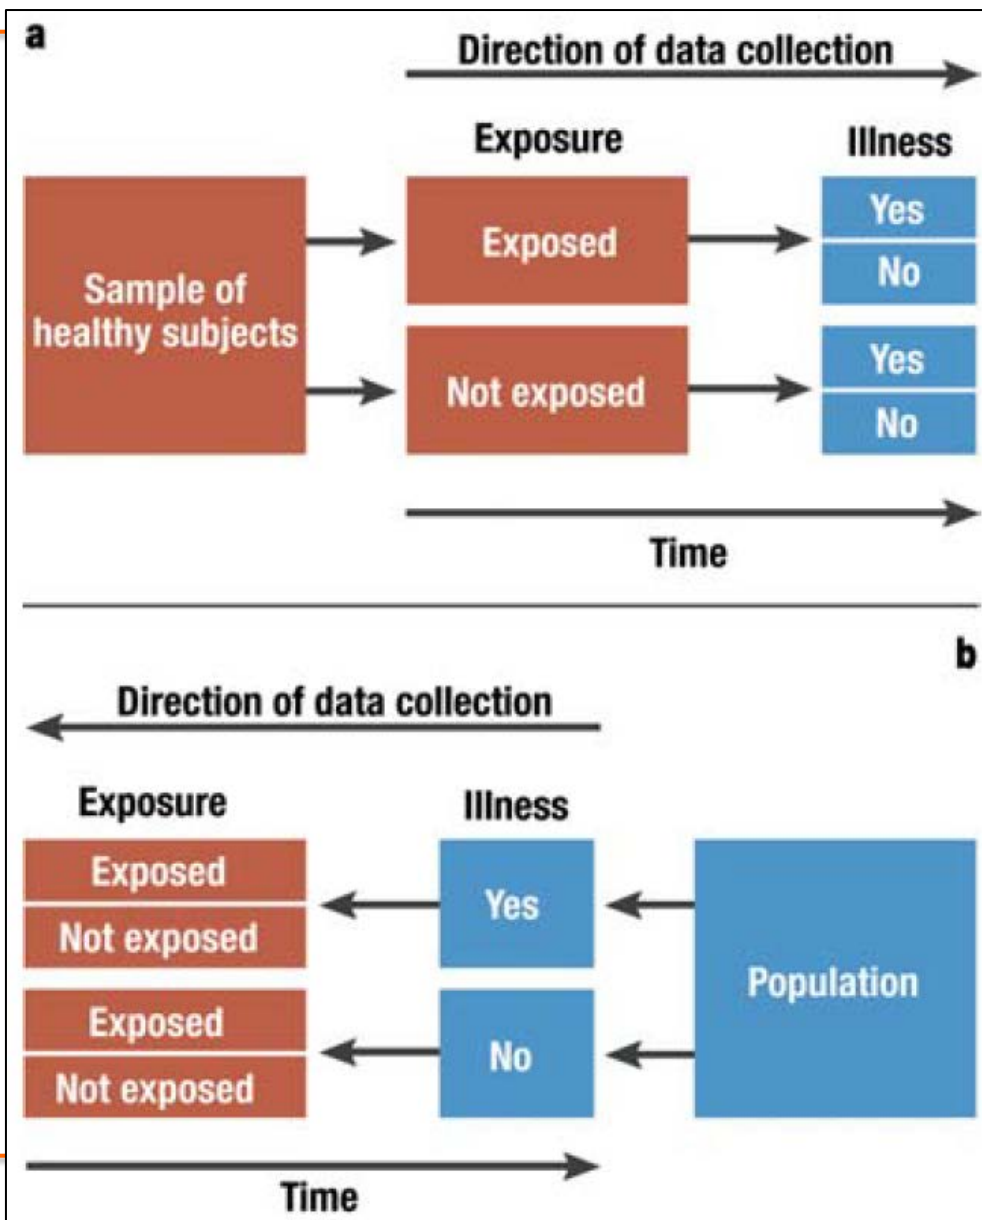 a
Direction of data collection
Exposure
Illness
Sample of
healthy subjects
Exposed
Yes
No
Not exposed
Yes
No
Time
b
Direction of data collection
Exposure
Illness
Exposed
Not exposed
Yes
Population
Exposed
Not exposed
No
Time